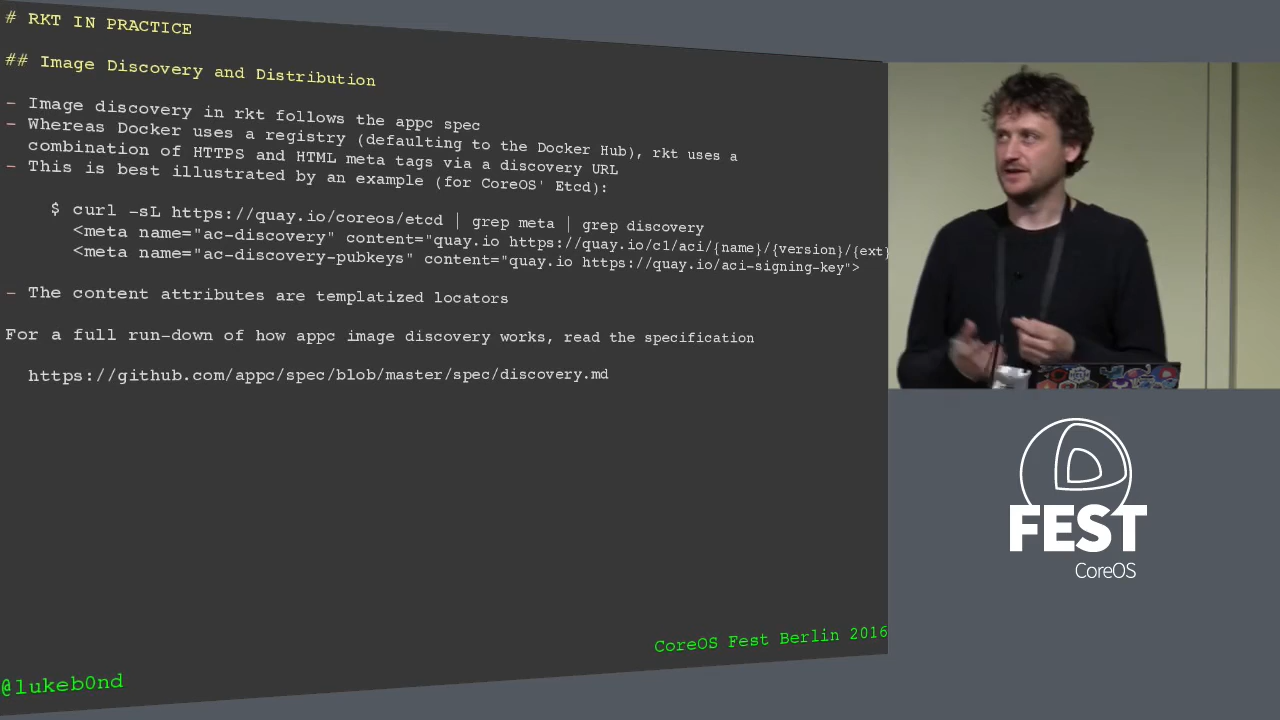 # RKT IN PRACTICE
## Image Discovery and Distribution
- Image discovery in rkt follows the appc spec
- Whereas Docker uses a registry (defaulting to the Docker Hub), rkt uses a
combination of HTTPS and HTML meta tags via a discovery URL
- This is best illustrated by an example (for CoreOS' Etcd):
$ curl -sL https://quay.io/coreos/etcd | grep meta | grep discovery
<meta name="ac-discovery" content="quay.io https://quay.io/c1/aci/{name}/{version}/{ext}
<meta name="ac-discovery-pubkeys" content="quay.io https://quay.io/aci-signing-key">
- The content attributes are templatized locators
For a full run-down of how appc image discovery works, read the specification
https://github.com/appc/spec/blob/master/spec/discovery.md
CoreOS Fest Berlin 2016
@lukeb0nd
FEST
CoreOS